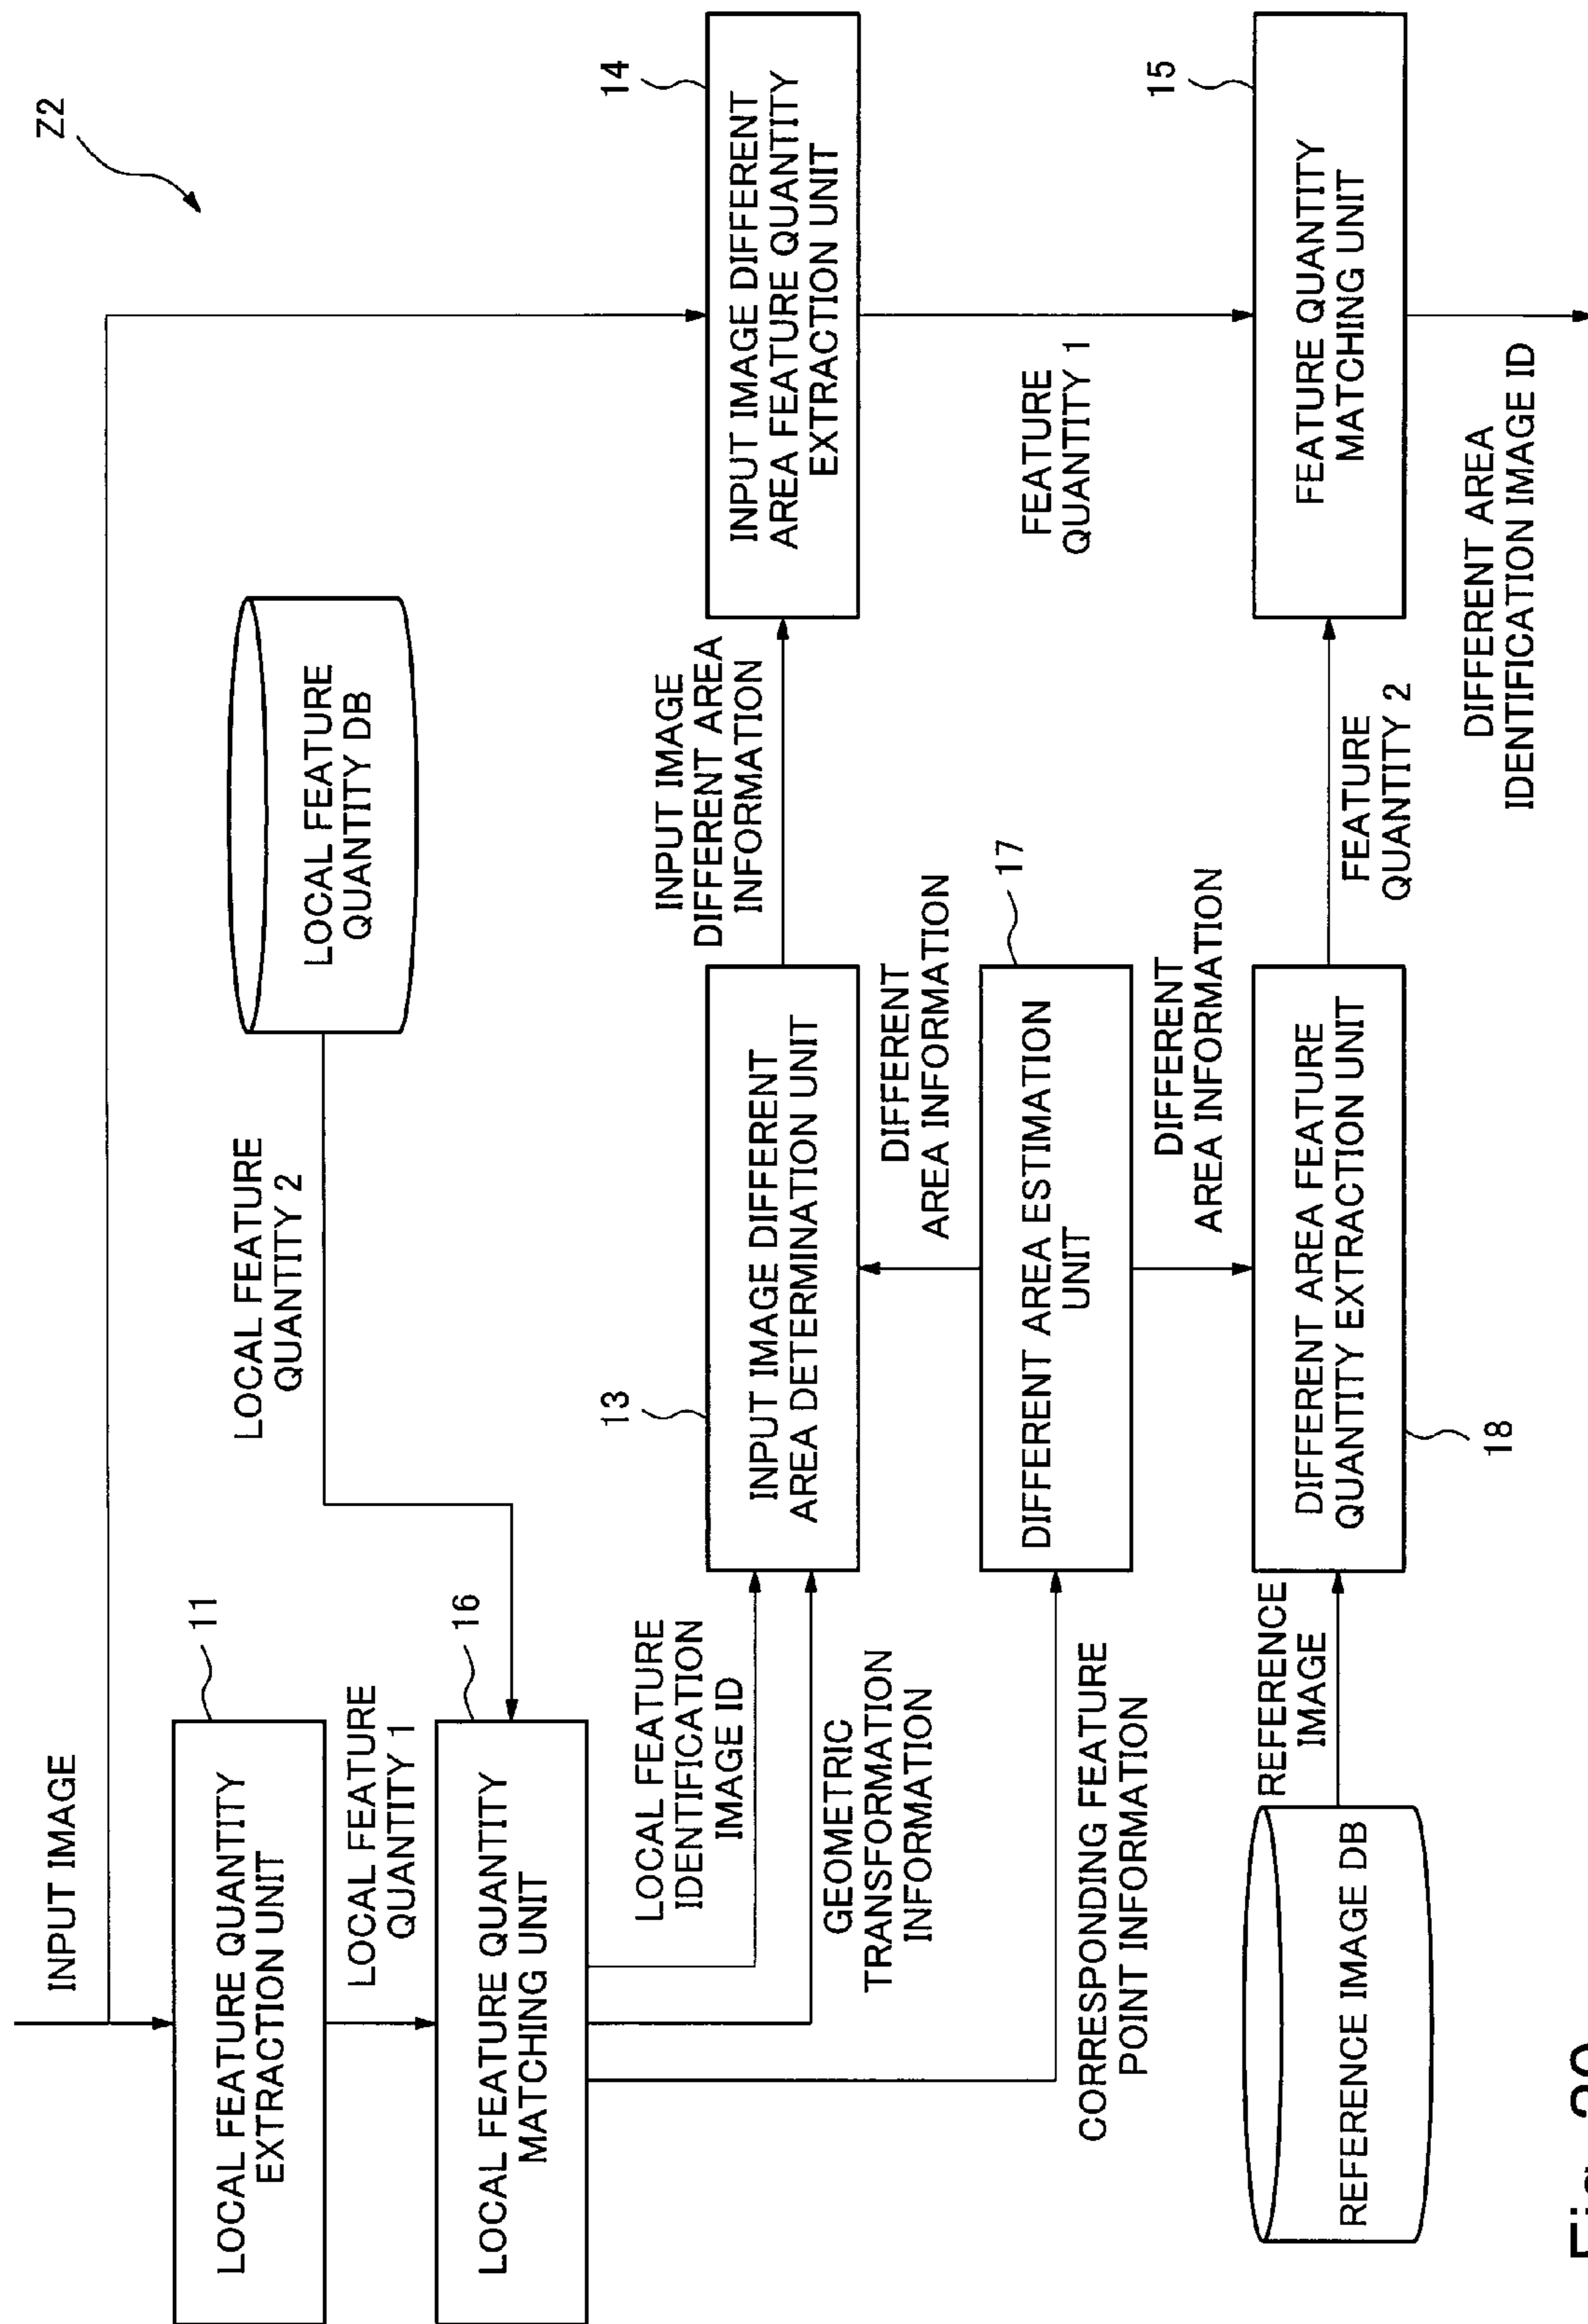 INPUT IMAGE
Z2
11
LOCAL FEATURE QUANTITY
EXTRACTION UNIT
LOCAL FEATURE
QUANTITY 1
LOCAL FEATURE
QUANTITY 2
LOCAL FEATURE
QUANTITY DB
16
LOCAL FEATURE QUANTITY
MATCHING UNIT
LOCAL FEATURE
IDENTIFICATION
IMAGE ID
GEOMETRIC
TRANSFORMATION
INFORMATION
13
INPUT IMAGE DIFFERENT
AREA DETERMINATION UNIT
INPUT IMAGE
DIFFERENT AREA
INFORMATION
14
INPUT IMAGE DIFFERENT
AREA FEATURE QUANTITY
EXTRACTION UNIT
DIFFERENT
AREA INFORMATION
17
DIFFERENT AREA ESTIMATION
UNIT
FEATURE
QUANTITY 1
CORRESPONDING FEATURE
POINT INFORMATION
DIFFERENT
AREA INFORMATION
REFERENCE IMAGE DB
REFERENCE
IMAGE
DIFFERENT AREA FEATURE
QUANTITY EXTRACTION UNIT
18
FEATURE
QUANTITY 2
15
FEATURE QUANTITY
MATCHING UNIT
DIFFERENT AREA
IDENTIFICATION IMAGE ID
Fig.